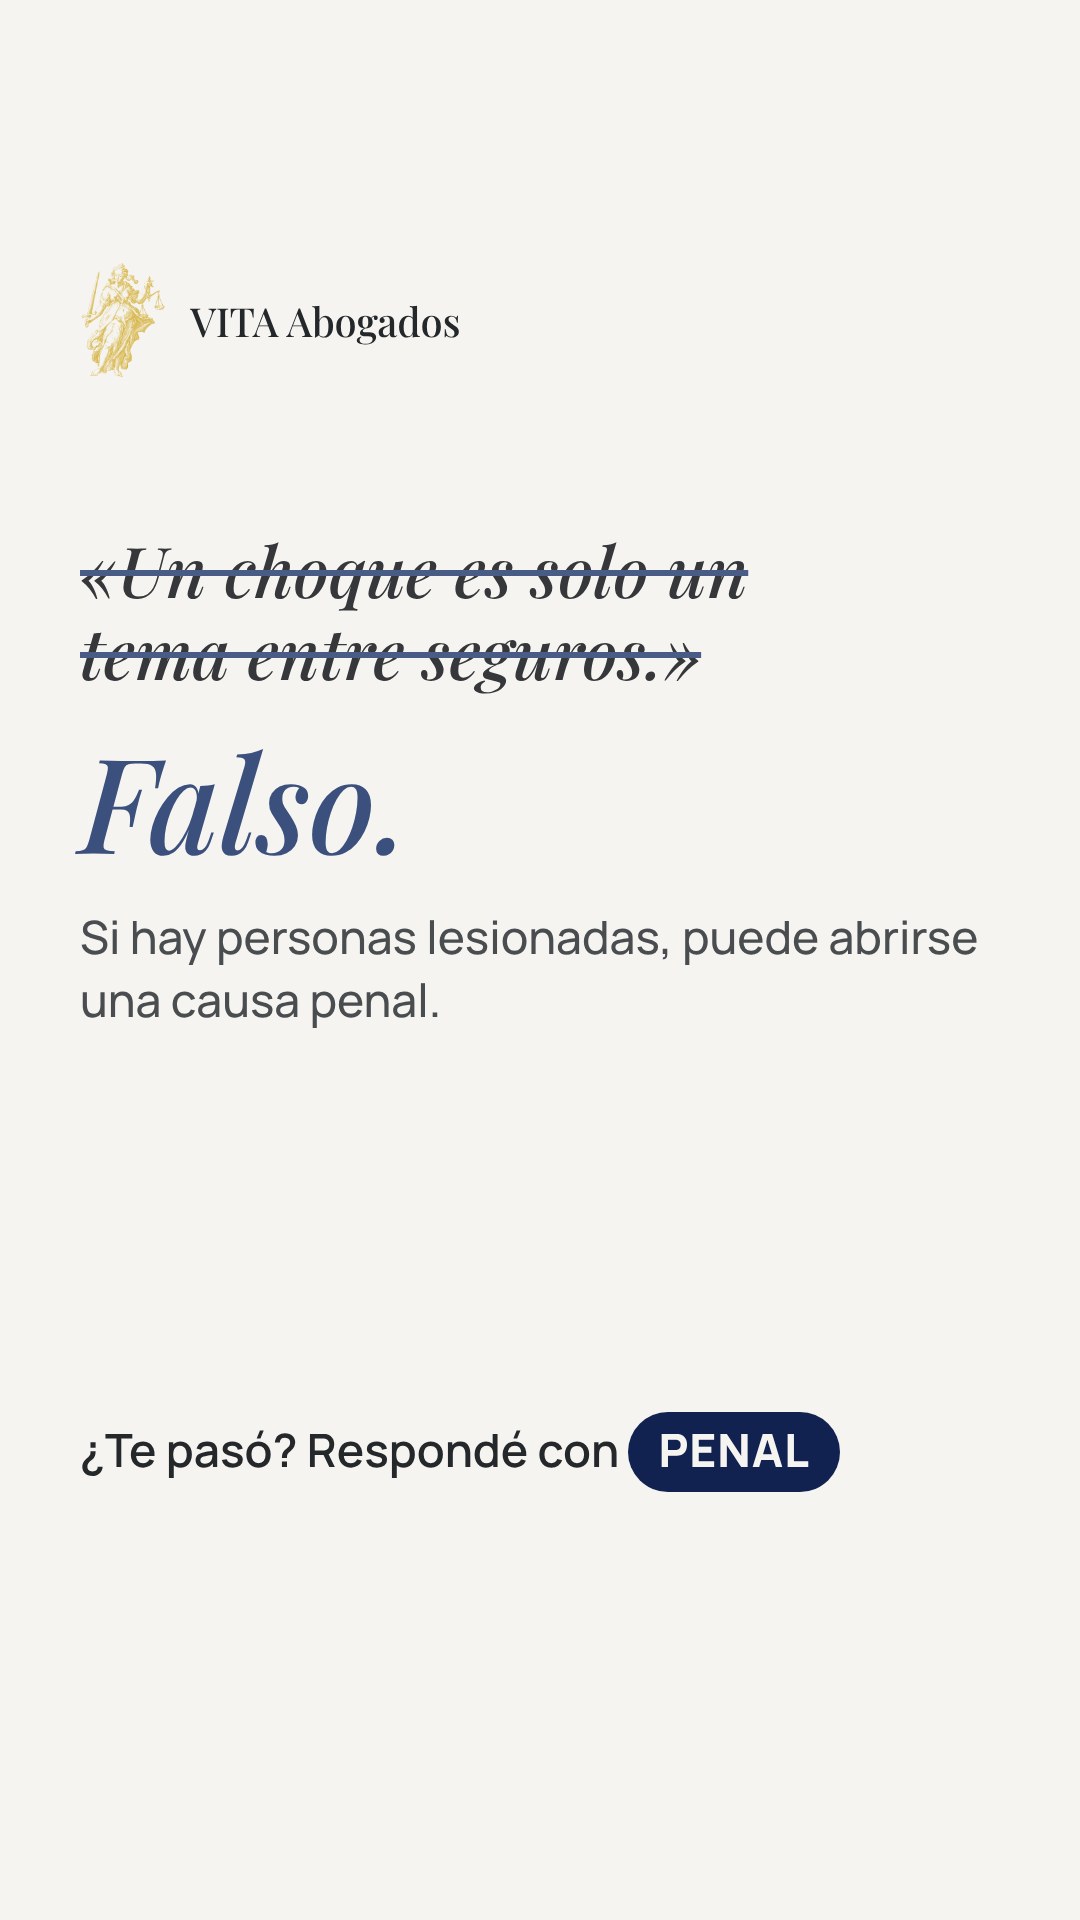 VITA Abogados
«Un choque es solo un
tema entre seguros.»
Falso.
Si hay personas lesionadas, puede abrirse
una causa penal.
¿Te pasó? Respondé con PENAL